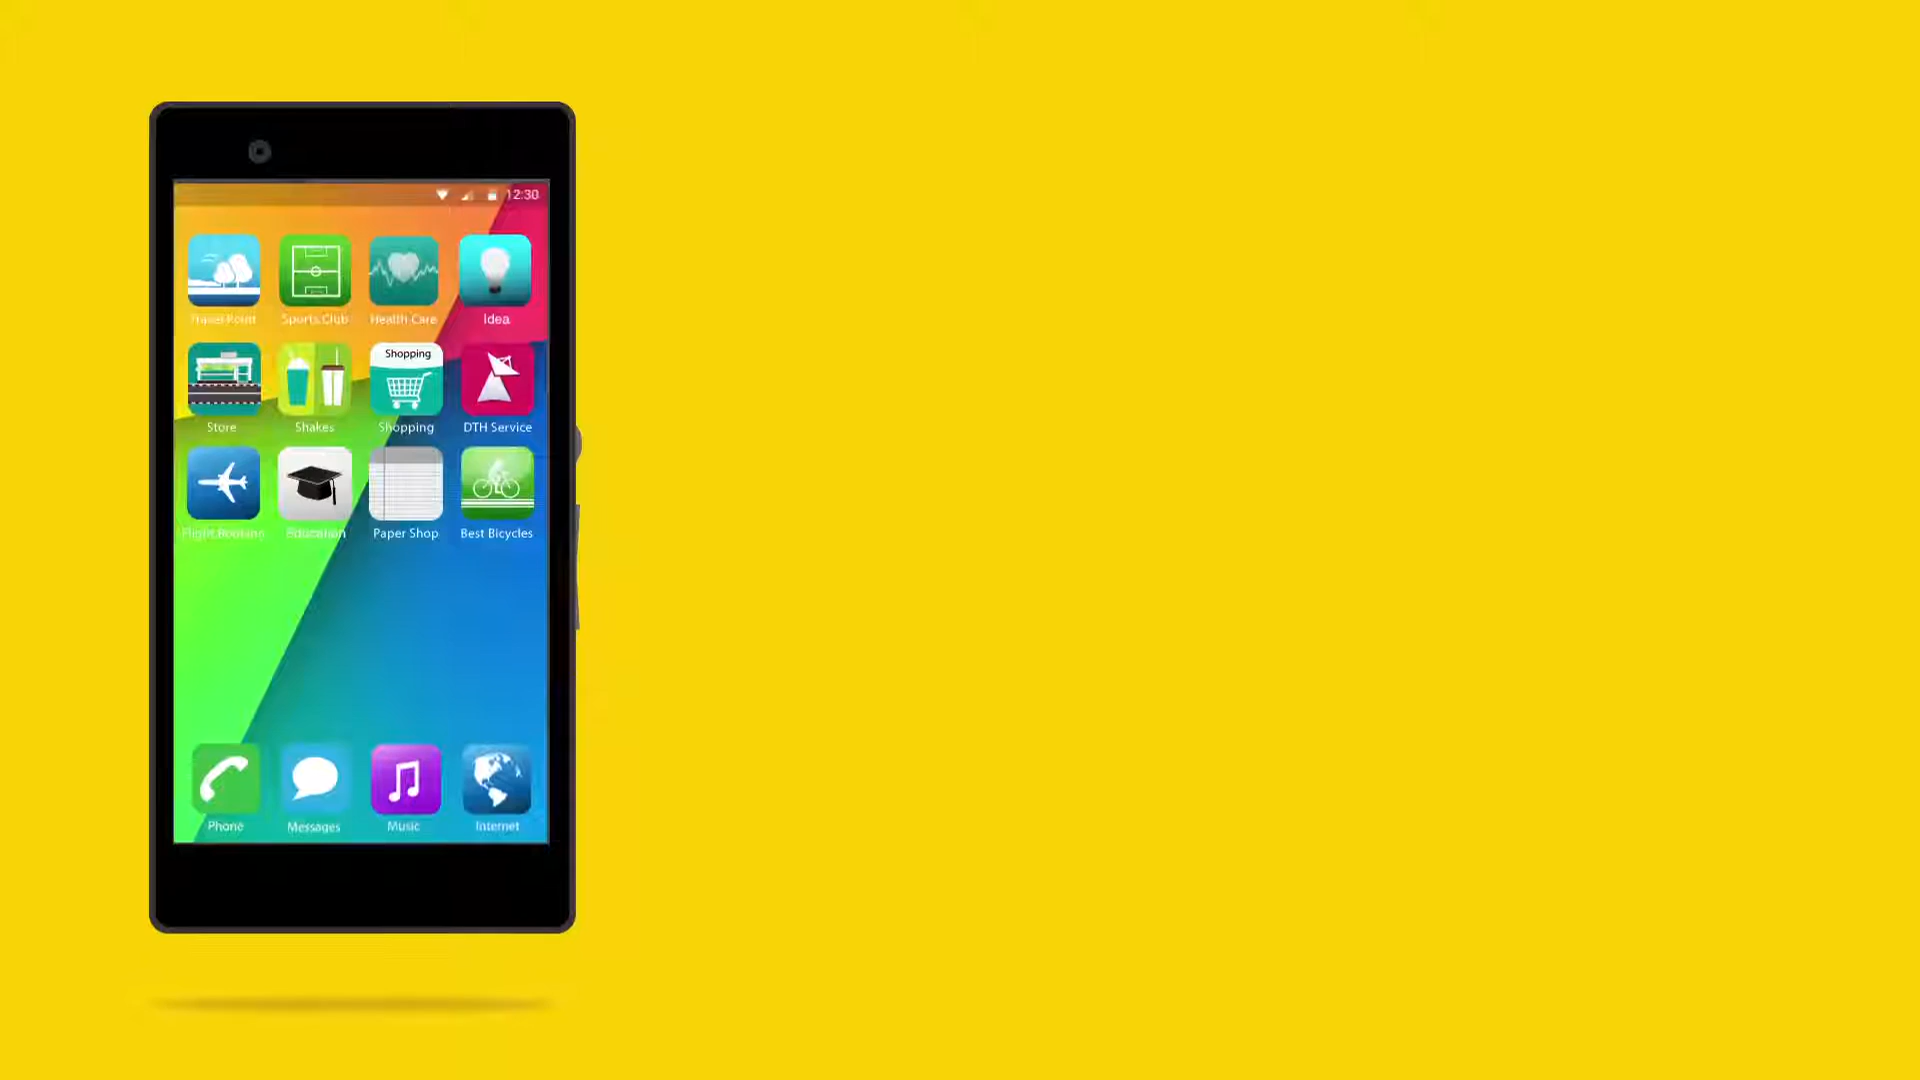 12:30
Travel Point
Sports Club
Health Care
Idea
Shopping
Store
Shakes
Shopping
DTH Service
Flight Booking
Education
Paper Shop
Best Bicycles
Phone
Messages
Music
Internet